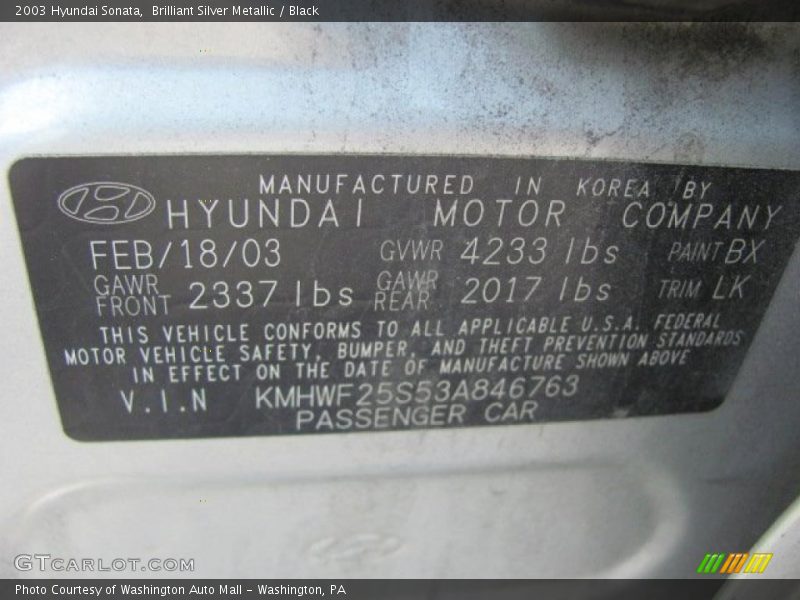 2003 Hyundai Sonata, Brilliant Silver Metallic / Black
MANUFACTURED IN KOREA BY
HYUNDAI MOTOR COMPANY
FEB/18/03 GVWR 4233 lbs PAINT BX
GAWR FRONT 2337 lbs GAWR REAR 2017 lbs TRIM LK
THIS VEHICLE CONFORMS TO ALL APPLICABLE U.S.A. FEDERAL
MOTOR VEHICLE SAFETY, BUMPER, AND THEFT PREVENTION STANDARDS
IN EFFECT ON THE DATE OF MANUFACTURE SHOWN ABOVE
V.I.N KMHWF25S53A846763
PASSENGER CAR
GTCARLOT.COM
Photo Courtesy of Washington Auto Mall - Washington, PA